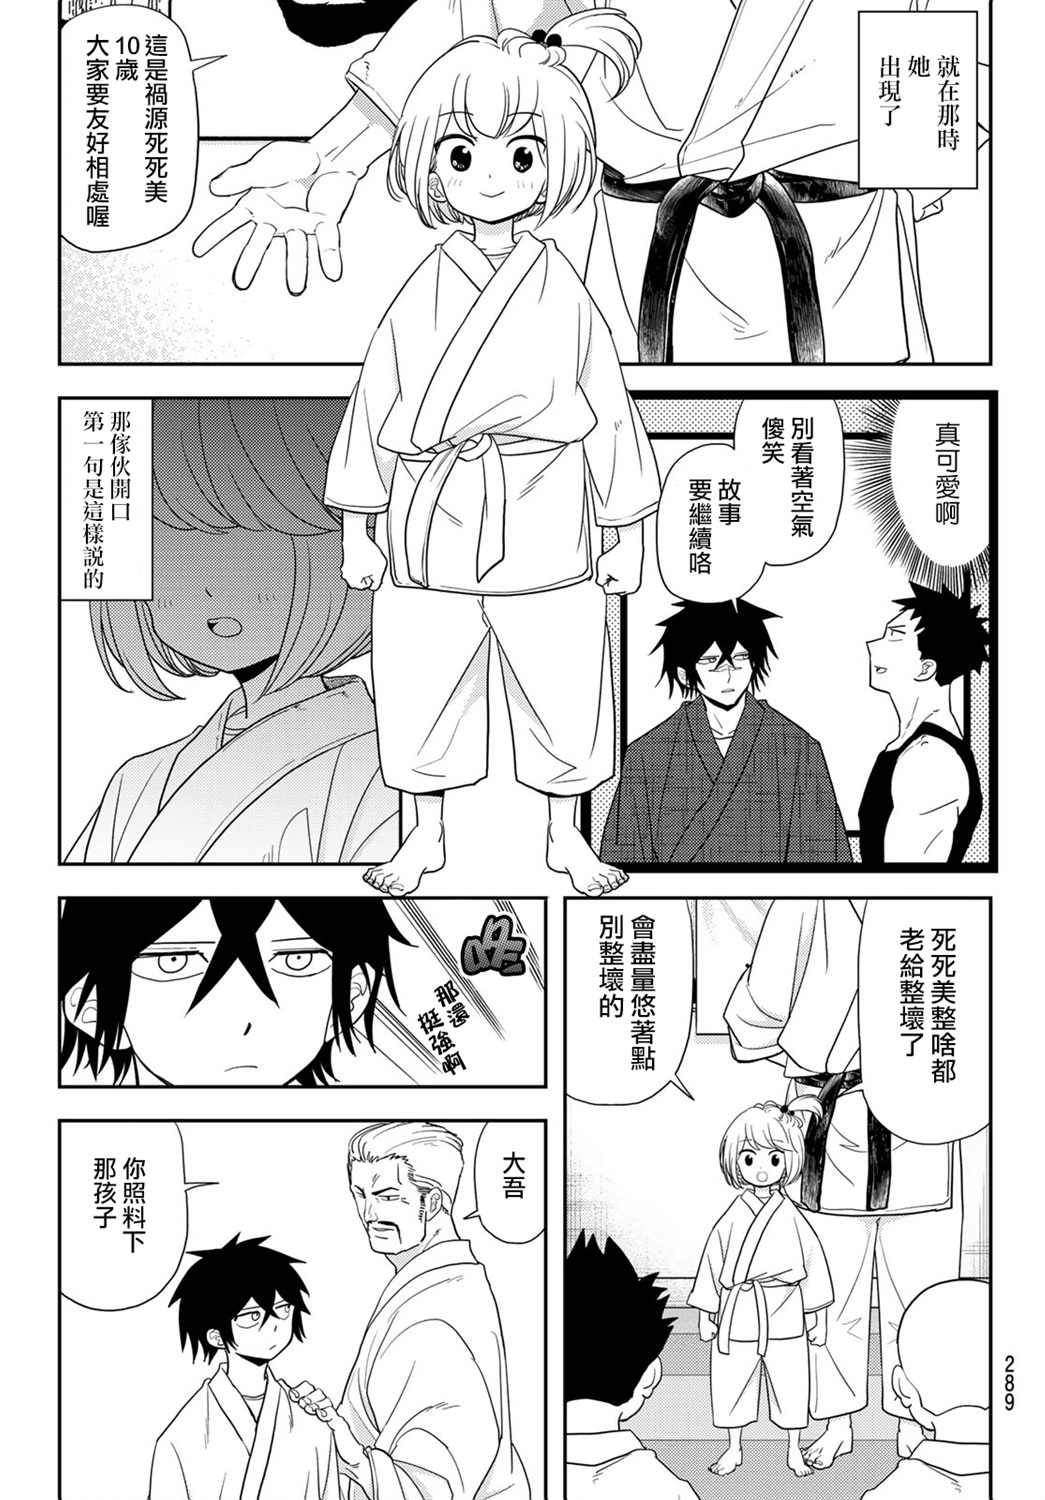 就在那時
她
出現了
這是禍源死死美
10歲
大家要友好相處喔
真可愛啊
別看著空氣
傻笑
故事
要繼續咯
那傢伙開口
第一句是這樣說的
死死美整啥都
老給整壞了
會盡量悠著點
別整壞的
咚
那還
挺強啊
大吾
你照料下
那孩子
289